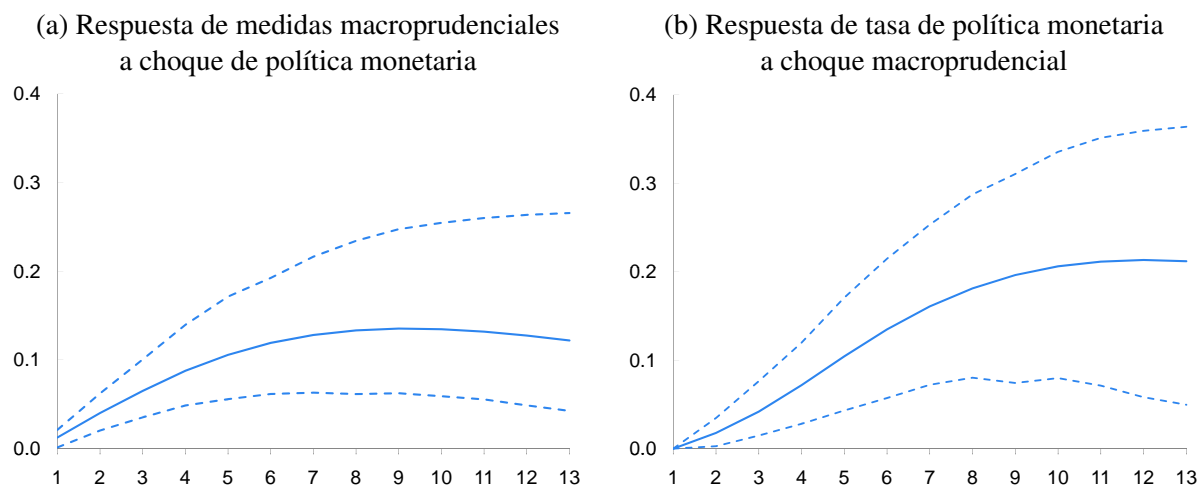 (a) Respuesta de medidas macroprudenciales
a choque de política monetaria
0.4
0.3
0.2
0.1
0.0
1 2 3 4 5 6 7 8 9 10 11 12 13
(b) Respuesta de tasa de política monetaria
a choque macroprudencial
0.4
0.3
0.2
0.1
0.0
1 2 3 4 5 6 7 8 9 10 11 12 13